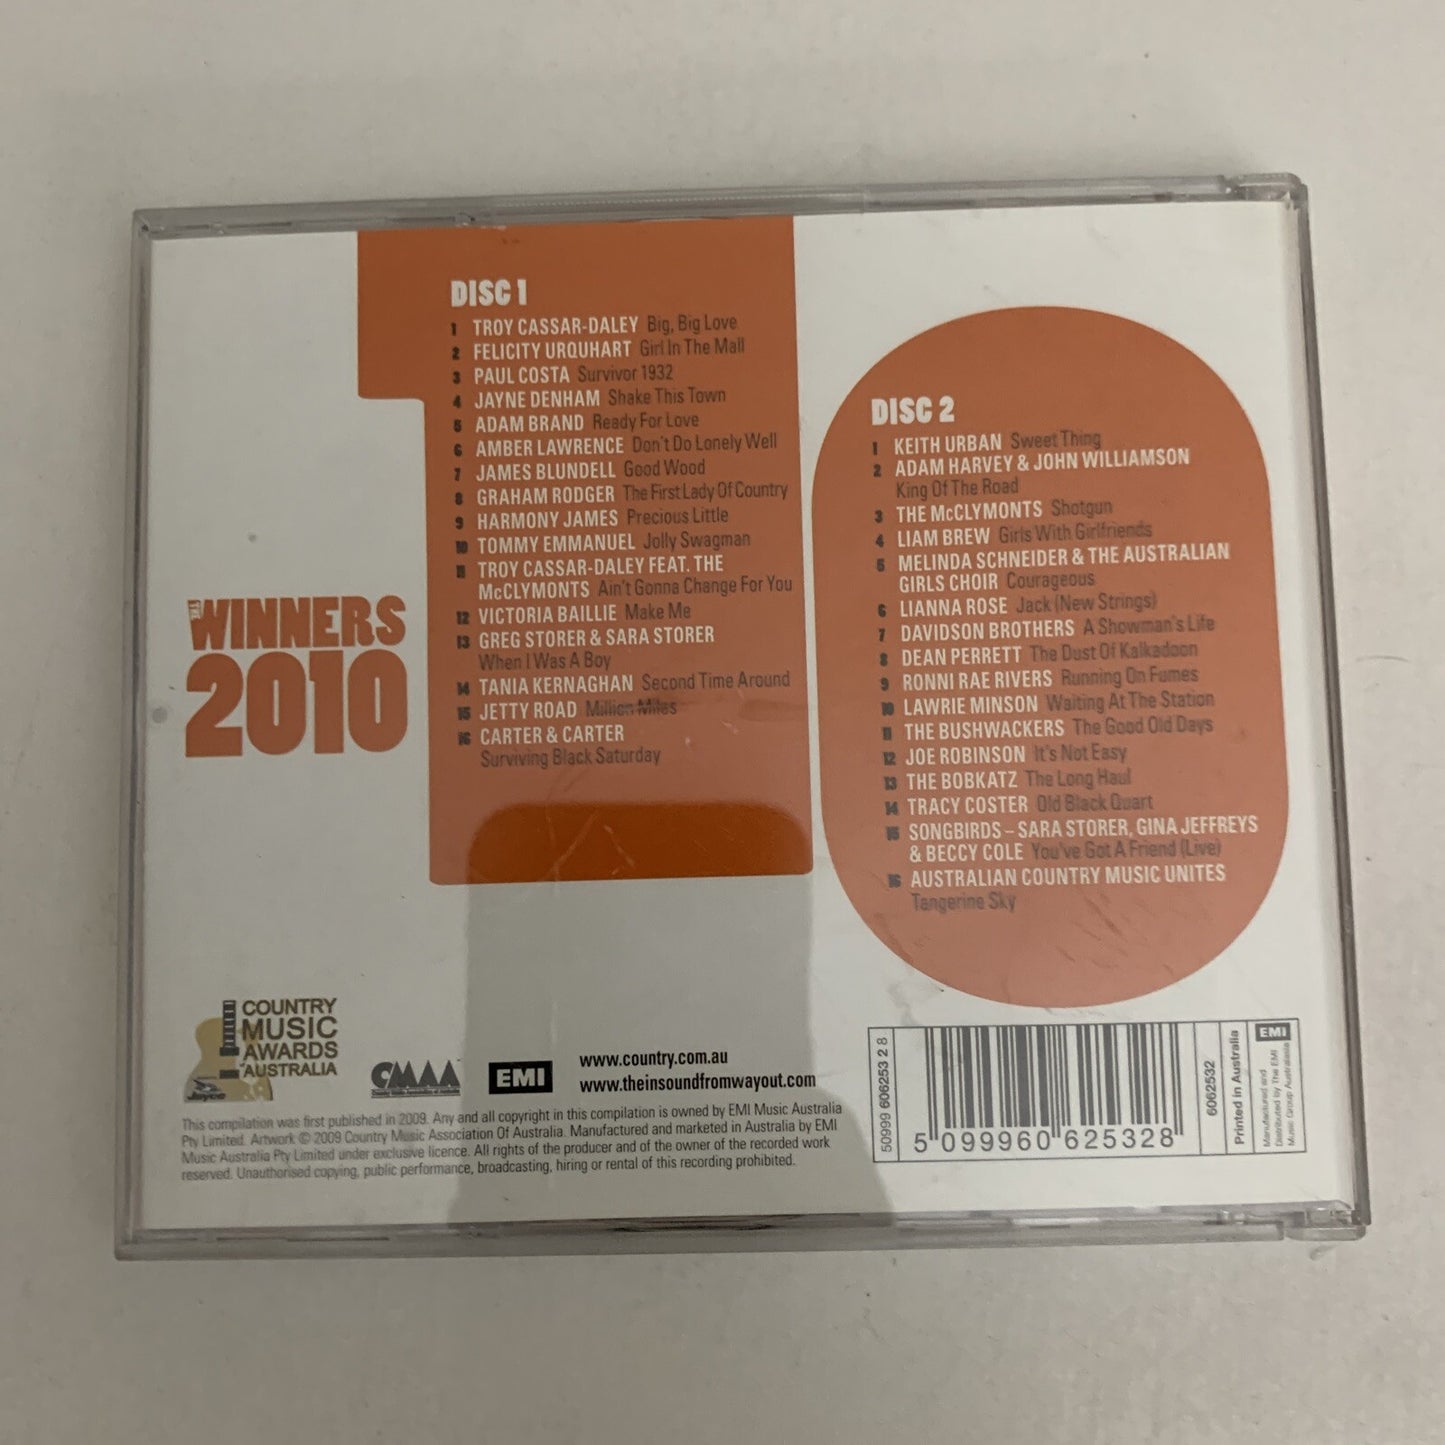 DISC 1
1 TROY CASSAR-DALEY Big, Big Love
2 FELICITY URQUHART Girl In The Mall
3 PAUL COSTA Survivor 1932
4 JAYNE DENHAM Shake This Town
5 ADAM BRAND Ready For Love
6 AMBER LAWRENCE Don't Do Lonely Well
7 JAMES BLUNDELL Good Wood
8 GRAHAM RODGER The First Lady Of Country
9 HARMONY JAMES Precious Little
10 TOMMY EMMANUEL Jolly Swagman
11 TROY CASSAR-DALEY FEAT. THE
McCLYMONTS Ain't Gonna Change For You
12 VICTORIA BAILLIE Make Me
13 GREG STORER & SARA STORER
When I Was A Boy
14 TANIA KERNAGHAN Second Time Around
15 JETTY ROAD Million Miles
16 CARTER & CARTER
Surviving Black Saturday
DISC 2
1 KEITH URBAN Sweet Thing
2 ADAM HARVEY & JOHN WILLIAMSON
King Of The Road
3 THE McCLYMONTS Shotgun
4 LIAM BREW Girls With Girlfriends
5 MELINDA SCHNEIDER & THE AUSTRALIAN
GIRLS CHOIR Courageous
6 LIANNA ROSE Jack (New Strings)
7 DAVIDSON BROTHERS A Showman's Life
8 DEAN PERRETT The Dust Of Kalkadoon
9 RONNI RAE RIVERS Running On Fumes
10 LAWRIE MINSON Waiting At The Station
11 THE BUSHWACKERS The Good Old Days
12 JOE ROBINSON It's Not Easy
13 THE BOBKATZ The Long Haul
14 TRACY COSTER Old Black Quart
15 SONGBIRDS – SARA STORER, GINA JEFFREYS
& BECCY COLE You've Got A Friend (Live)
16 AUSTRALIAN COUNTRY MUSIC UNITES
Tangerine Sky
THE WINNERS
2010
COUNTRY
MUSIC
AWARDS
OF AUSTRALIA
Jayco
CMAA
EMI
www.country.com.au
www.theinsoundfromwayout.com
This compilation was first published in 2009. Any and all copyright in this compilation is owned by EMI Music Australia
Pty Limited. Artwork © 2009 Country Music Association Of Australia. Manufactured and marketed in Australia by EMI
Music Australia Pty Limited under exclusive licence. All rights of the producer and of the owner of the recorded work
reserved. Unauthorised copying, public performance, broadcasting, hiring or rental of this recording prohibited.
50999 606253 2 8
5 099960 625328
6062532
Printed in Australia
EMI
Manufactured and
Distributed by The EMI
Music Group Australasia